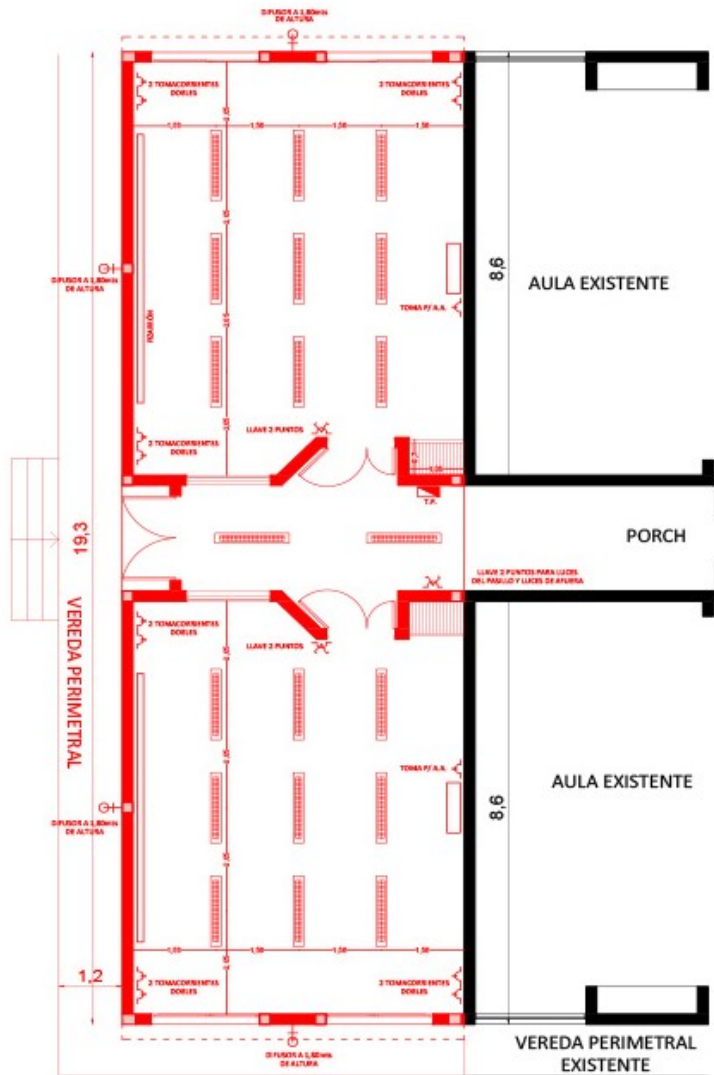 DIFUSOR A 1,80mts
DE ALTURA
2 TOMACORRIENTES
DOBLES
2 TOMACORRIENTES
DOBLES
1,50
1,50
1,50
8,6
AULA EXISTENTE
DIFUSOR A 1,80mts
DE ALTURA
PIZARRÓN
TOMA P/ A.A.
2 TOMACORRIENTES
DOBLES
LLAVE 2 PUNTOS
T.P.
19,3
PORCH
LLAVE 2 PUNTOS PARA LUCES
DEL PASILLO Y LUCES DE AFUERA
VEREDA PERIMETRAL
2 TOMACORRIENTES
DOBLES
LLAVE 2 PUNTOS
TOMA P/ A.A.
AULA EXISTENTE
8,6
DIFUSOR A 1,80mts
DE ALTURA
1,50
1,50
1,50
1,2
2 TOMACORRIENTES
DOBLES
2 TOMACORRIENTES
DOBLES
DIFUSOR A 1,80mts
DE ALTURA
VEREDA PERIMETRAL
EXISTENTE